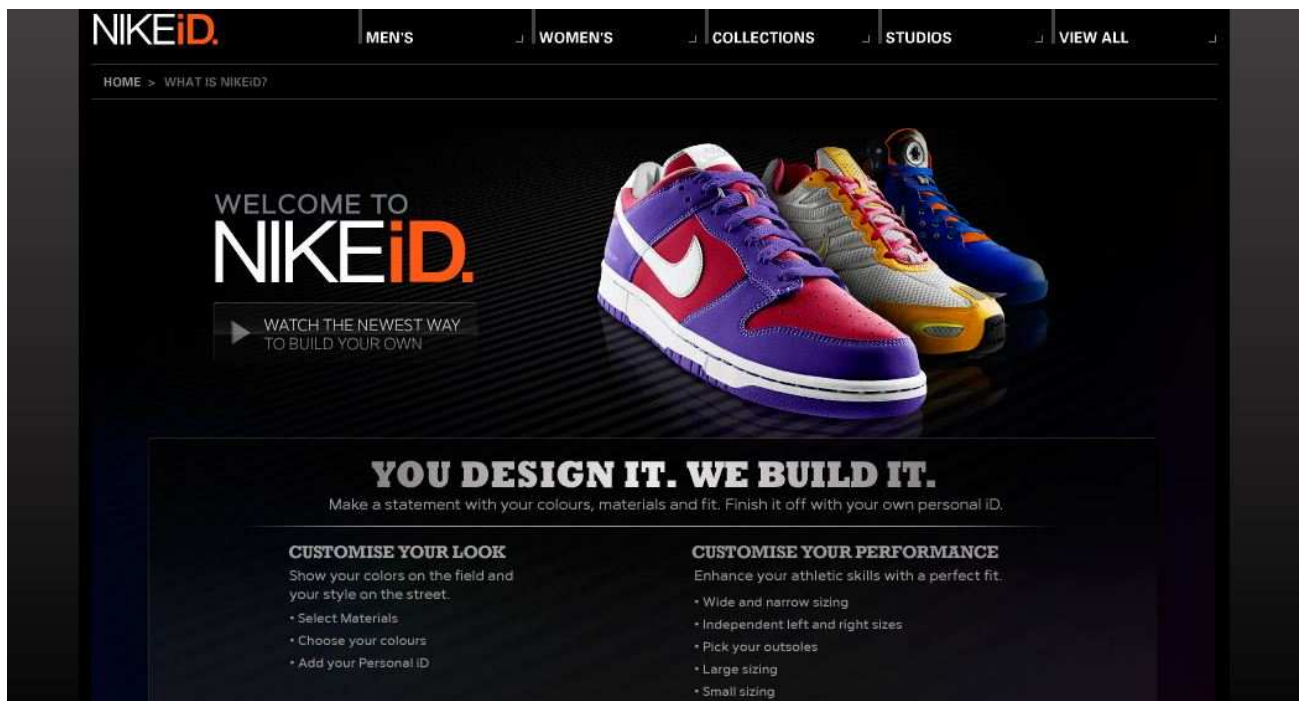 NIKEiD.
MEN'S
WOMEN'S
COLLECTIONS
STUDIOS
VIEW ALL
HOME > WHAT IS NIKEiD?
WELCOME TO
NIKEiD.
WATCH THE NEWEST WAY
TO BUILD YOUR OWN
YOU DESIGN IT. WE BUILD IT.
Make a statement with your colours, materials and fit. Finish it off with your own personal iD.
CUSTOMISE YOUR LOOK
Show your colors on the field and
your style on the street.
• Select Materials
• Choose your colours
• Add your Personal iD
CUSTOMISE YOUR PERFORMANCE
Enhance your athletic skills with a perfect fit.
• Wide and narrow sizing
• Independent left and right sizes
• Pick your outsoles
• Large sizing
• Small sizing